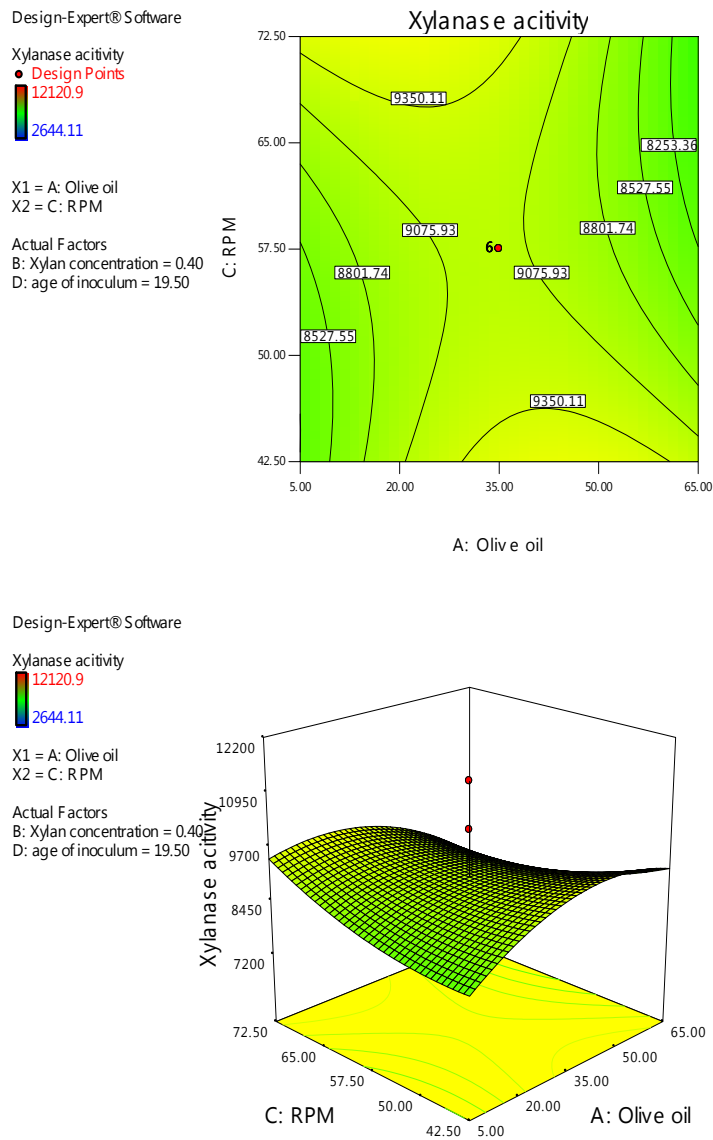 Design-Expert® Software
Xylanase acitivity
Design Points
12120.9
2644.11
X1 = A: Olive oil
X2 = C: RPM
Actual Factors
B: Xylan concentration = 0.40
D: age of inoculum = 19.50
Xylanase acitivity
72.50
65.00
57.50
50.00
42.50
C: RPM
5.00
20.00
35.00
50.00
65.00
A: Olive oil
9350.11
8253.36
8527.55
8801.74
9075.93
6
9075.93
8801.74
8527.55
9350.11
Design-Expert® Software
Xylanase acitivity
12120.9
2644.11
X1 = A: Olive oil
X2 = C: RPM
Actual Factors
B: Xylan concentration = 0.40
D: age of inoculum = 19.50
12200
10950
9700
8450
7200
Xylanase acitivity
72.50
65.00
57.50
50.00
42.50
C: RPM
5.00
20.00
35.00
50.00
65.00
A: Olive oil